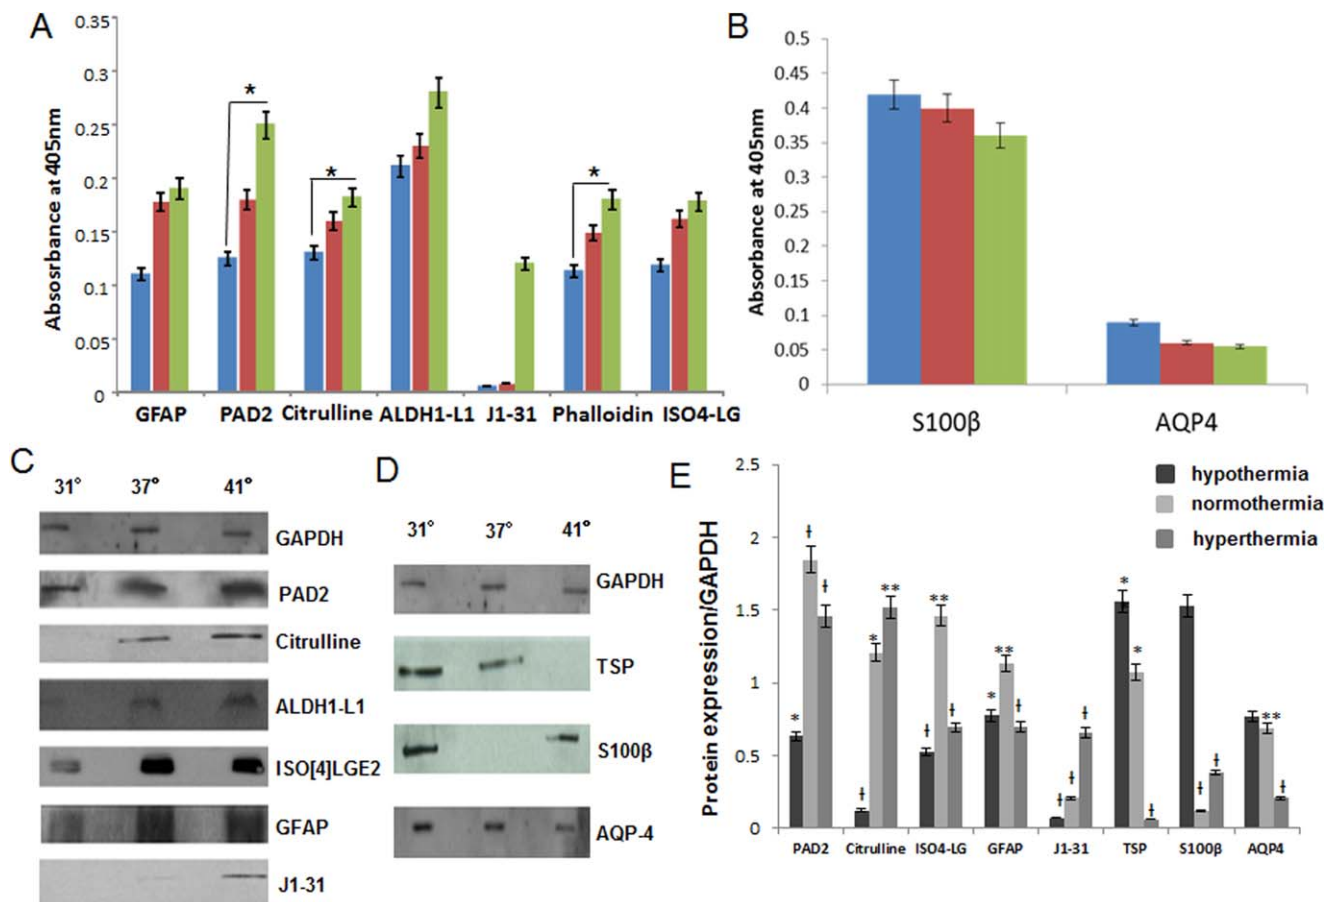 A
Absorbance at 405nm
0.35
0.3
0.25
0.2
0.15
0.1
0.05
0
*
*
*
GFAP PAD2 Citrulline ALDH1-L1 J1-31 Phalloidin ISO4-LG
B
Absorbance at 405nm
0.5
0.45
0.4
0.35
0.3
0.25
0.2
0.15
0.1
0.05
0
S100β AQP4
C
31° 37° 41°
GAPDH
PAD2
Citrulline
ALDH1-L1
ISO[4]LGE2
GFAP
J1-31
D
31° 37° 41°
GAPDH
TSP
S100β
AQP-4
E
Protein expression/GAPDH
2.5
2
1.5
1
0.5
0
hypothermia
normothermia
hyperthermia
* ƚ ƚ
ƚ * **
ƚ ** ƚ
* ** ƚ
ƚ ƚ ƚ
* * ƚ
ƚ ƚ
** ƚ
PAD2 Citrulline ISO4-LG GFAP J1-31 TSP S100β AQP4